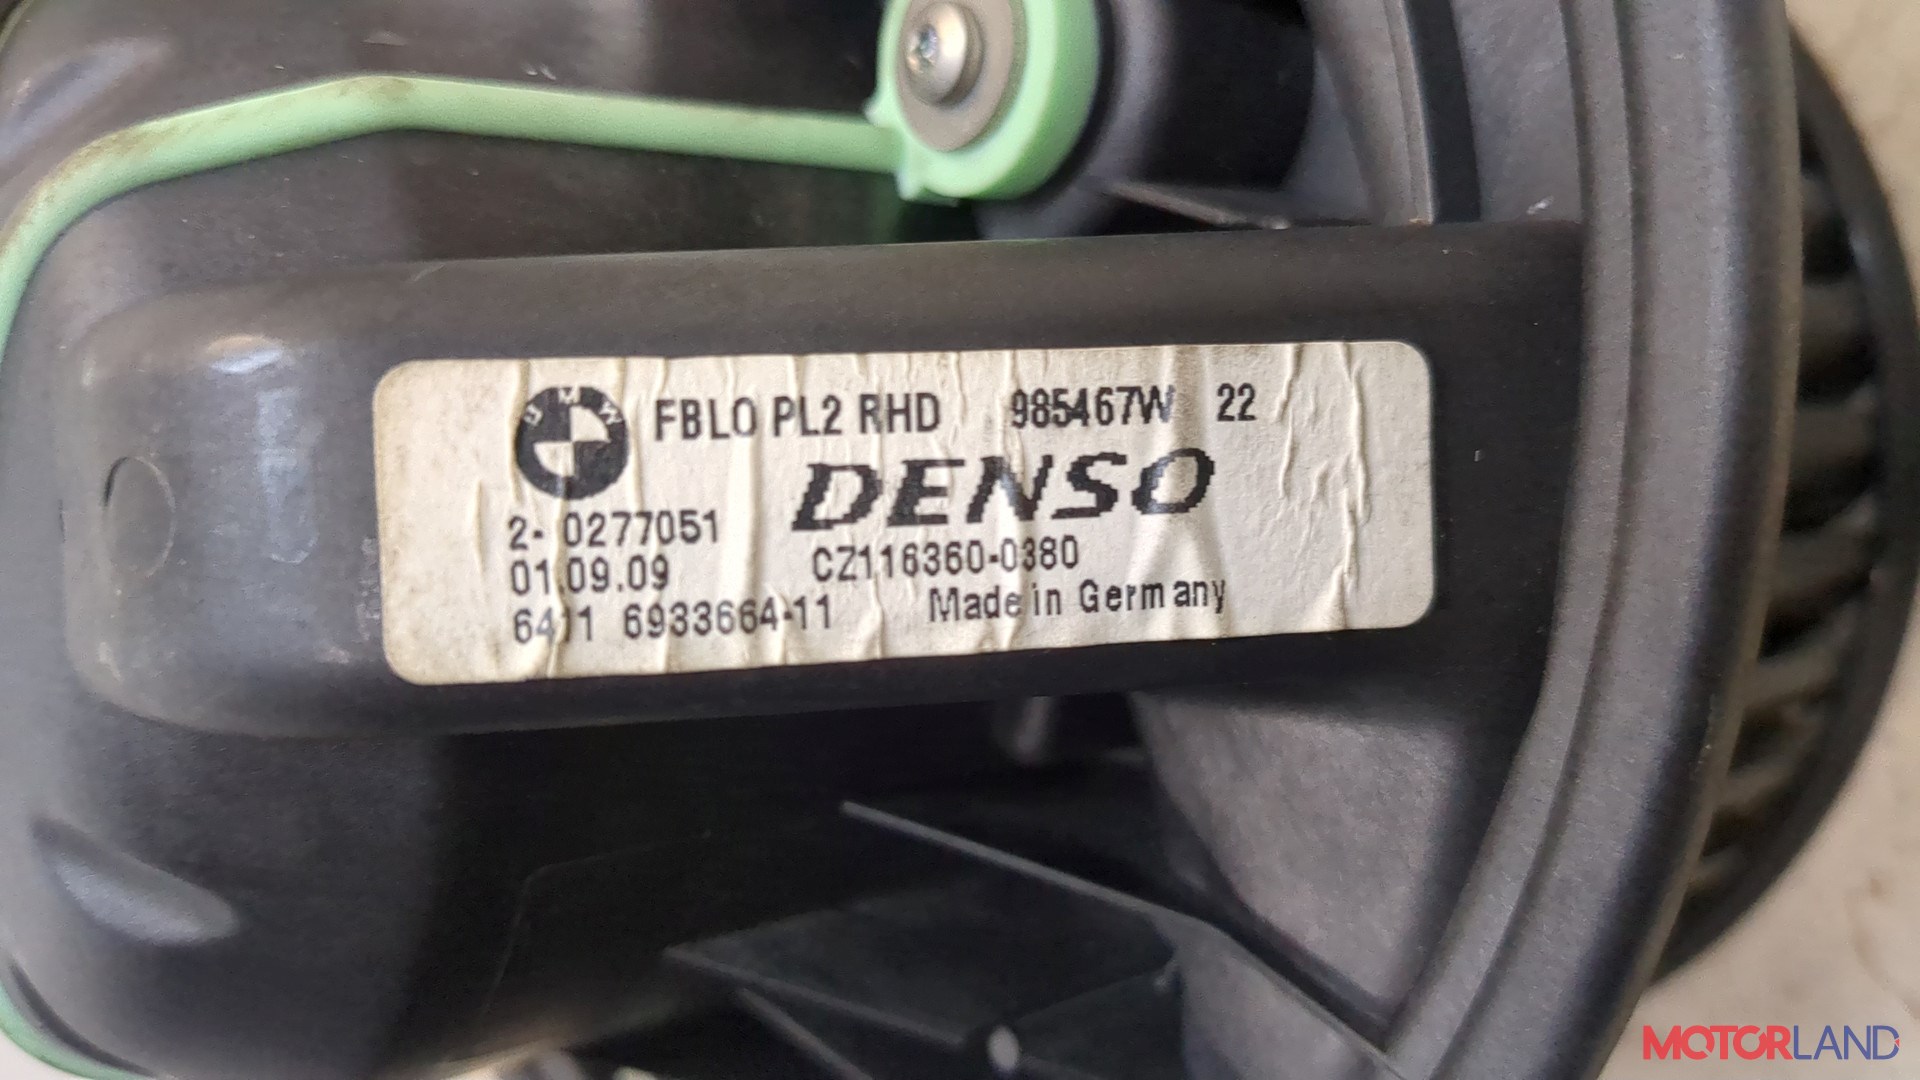 BMW
FBLO PL2 RHD 985467W 22
DENSO
2- 0277051
CZ116360-0380
01.09.09
Made in Germany
6411 6933664-11
MOTORLAND